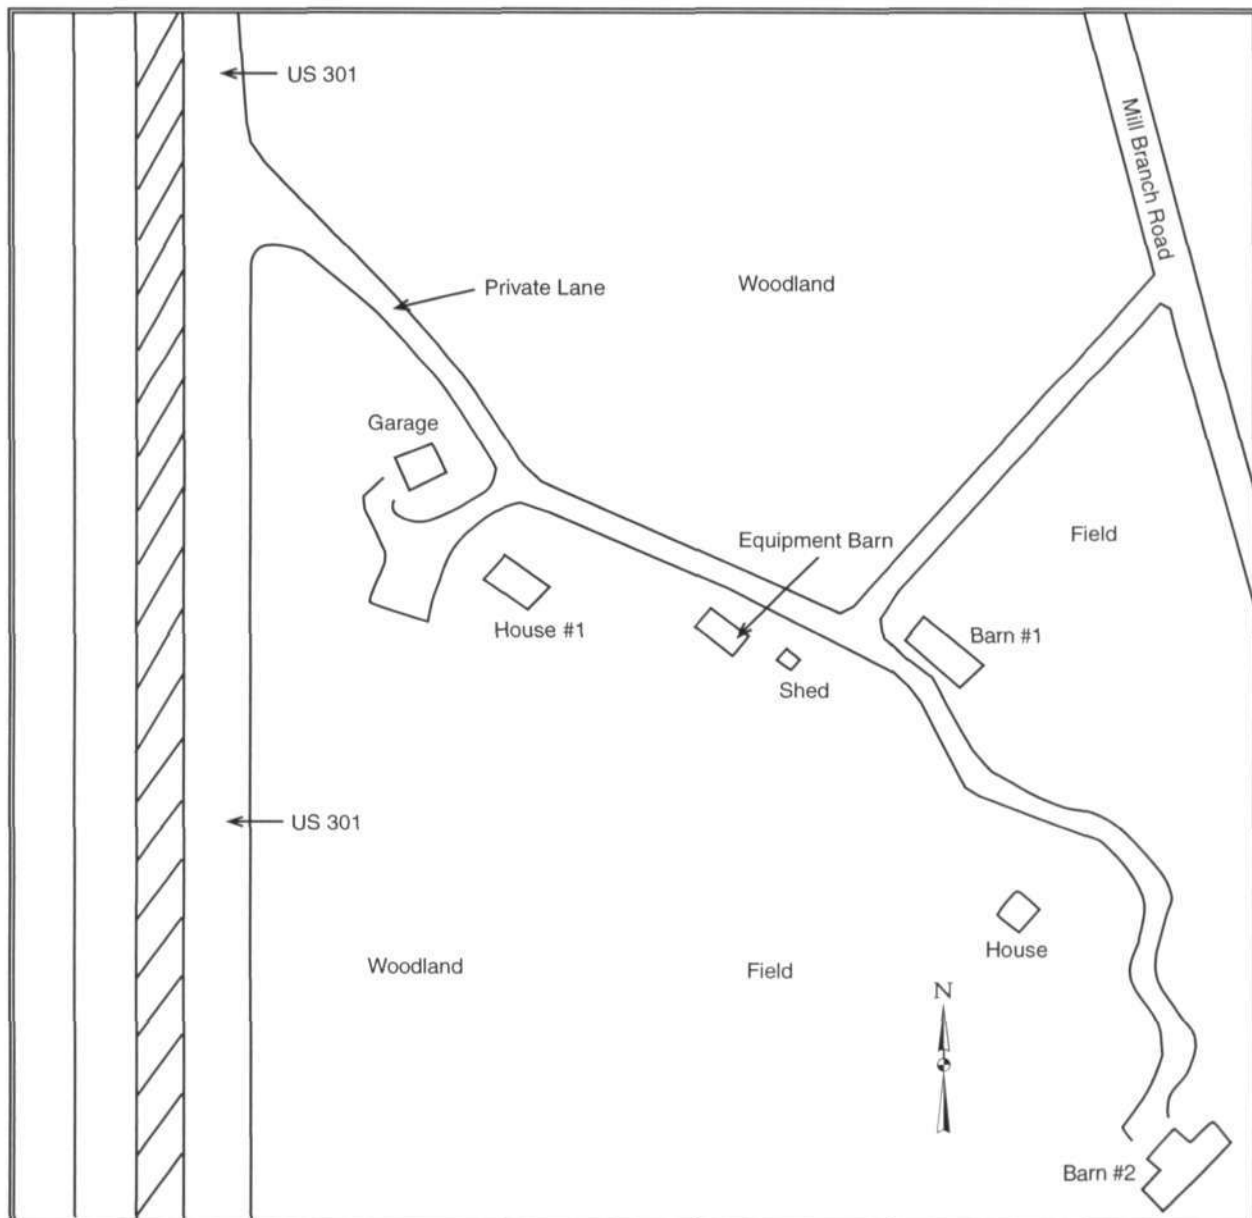 US 301
Mill Branch Road
Private Lane
Woodland
Garage
Equipment Barn
Field
House #1
Barn #1
Shed
US 301
House
Woodland
Field
N
Barn #2